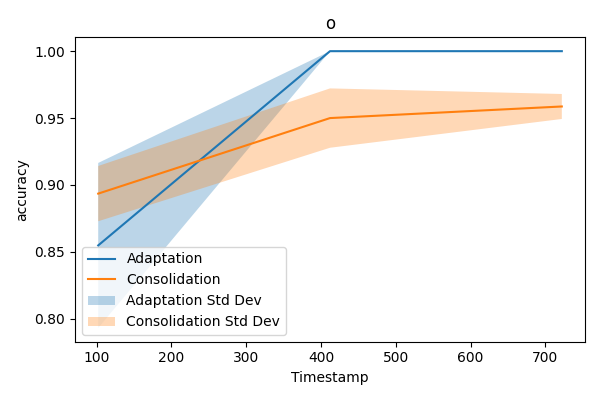 o
1.00
0.95
0.90
0.85
0.80
accuracy
Adaptation
Consolidation
Adaptation Std Dev
Consolidation Std Dev
100 200 300 400 500 600 700
Timestamp